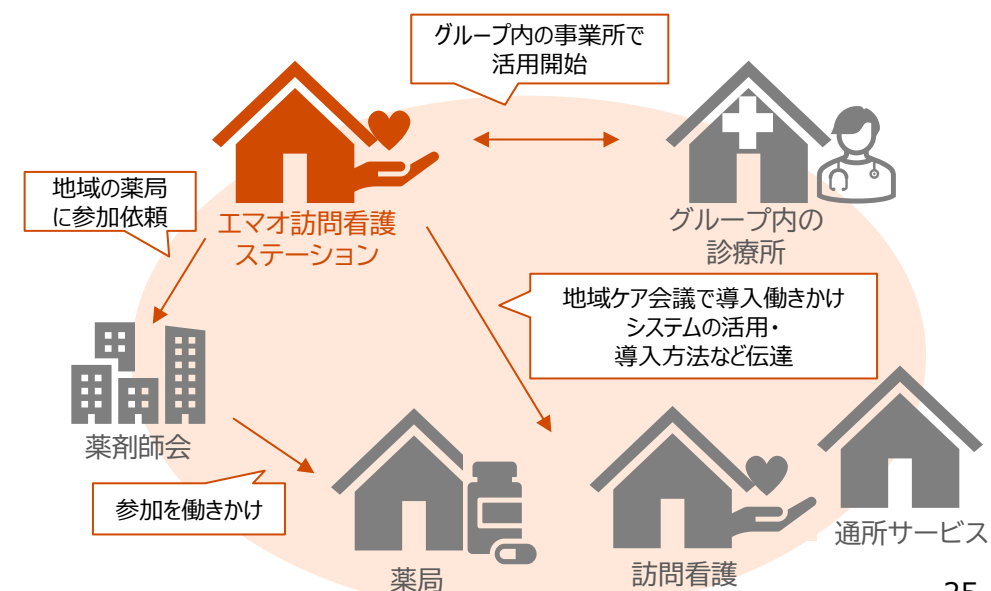 グループ内の事業所で
活用開始
地域の薬局
に参加依頼
エマオ訪問看護
ステーション
グループ内の
診療所
地域ケア会議で導入働きかけ
システムの活用・
導入方法など伝達
薬剤師会
参加を働きかけ
通所サービス
薬局
訪問看護